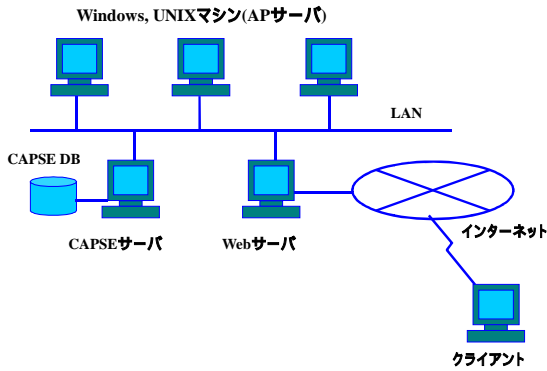 Windows, UNIXマシン(APサーバ)
LAN
CAPSE DB
CAPSEサーバ
Webサーバ
インターネット
クライアント